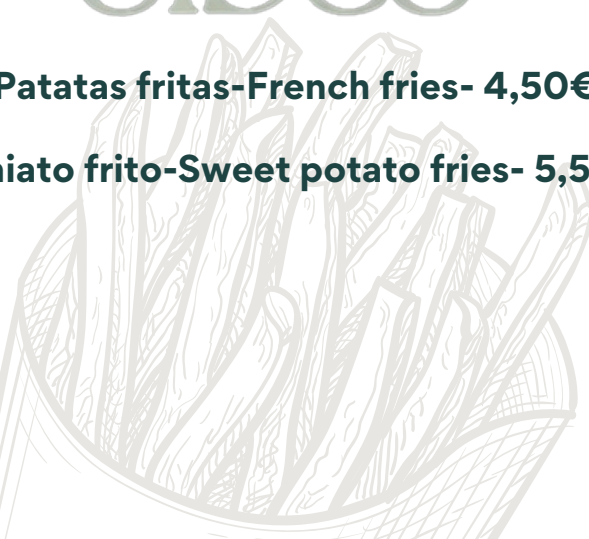 Patatas fritas-French fries- 4,50€
iato frito-Sweet potato fries- 5,5